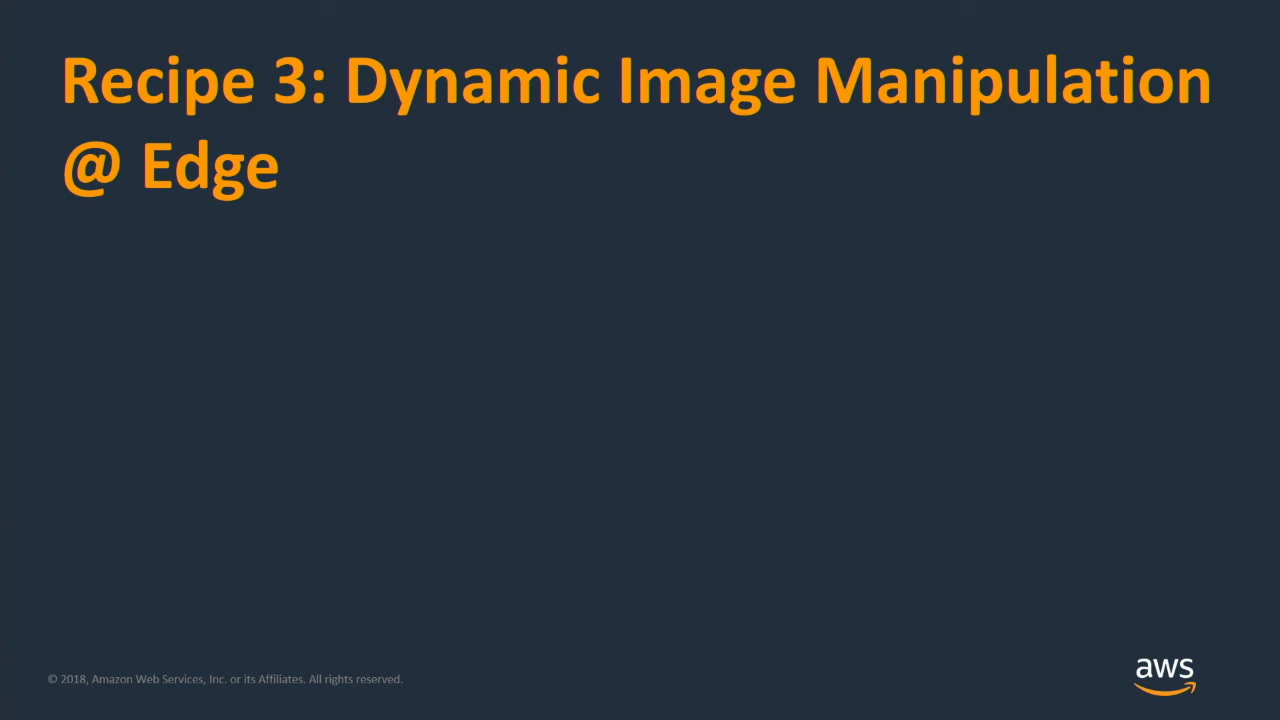 Recipe 3: Dynamic Image Manipulation
@ Edge
© 2018, Amazon Web Services, Inc. or its Affiliates. All rights reserved.
aws